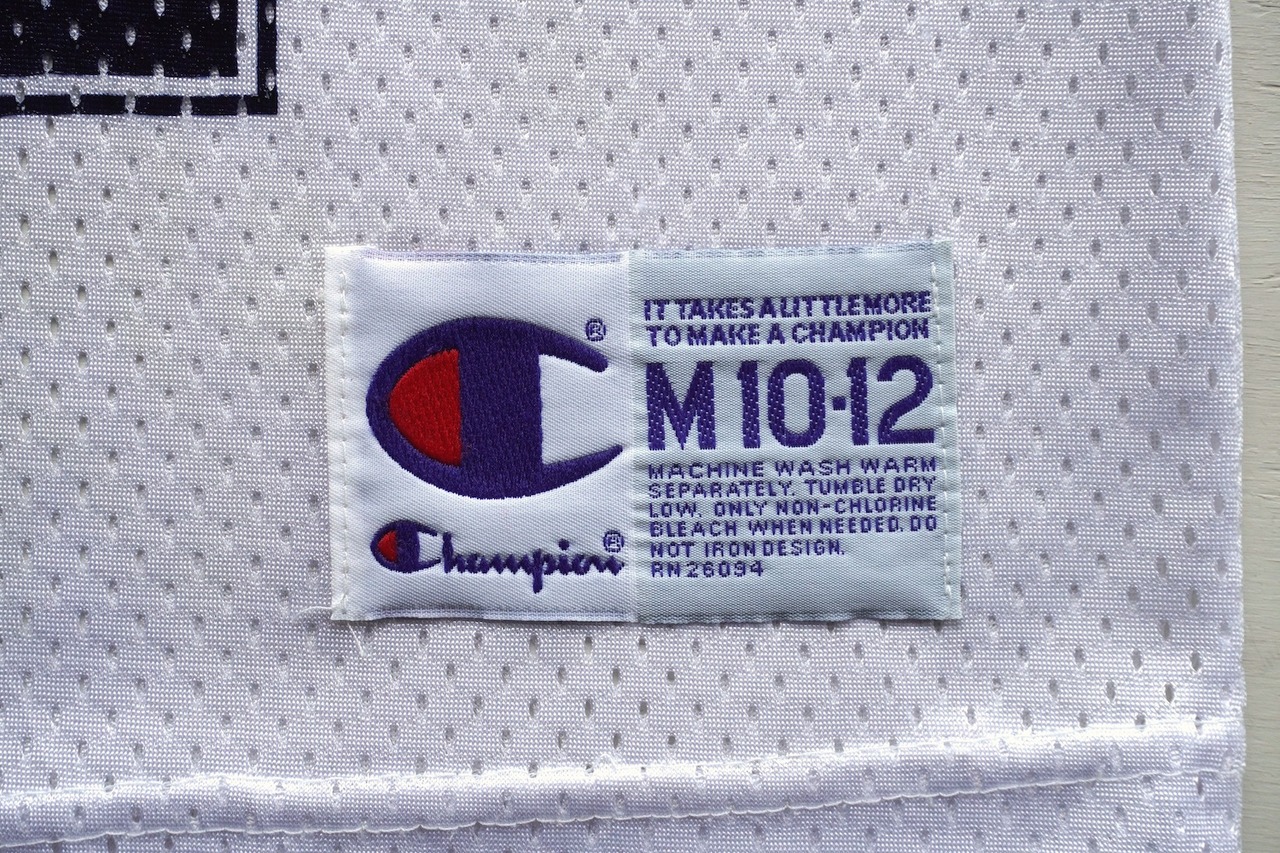 ®
Champion®
IT TAKES A LITTLE MORE
TO MAKE A CHAMPION
M 10-12
MACHINE WASH WARM
SEPARATELY. TUMBLE DRY
LOW. ONLY NON-CHLORINE
BLEACH WHEN NEEDED. DO
NOT IRON DESIGN.
RN 26094